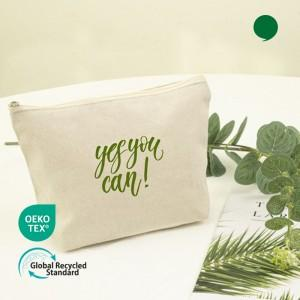 yes you
can!
OEKO
TEX®
Global Recycled
Standard